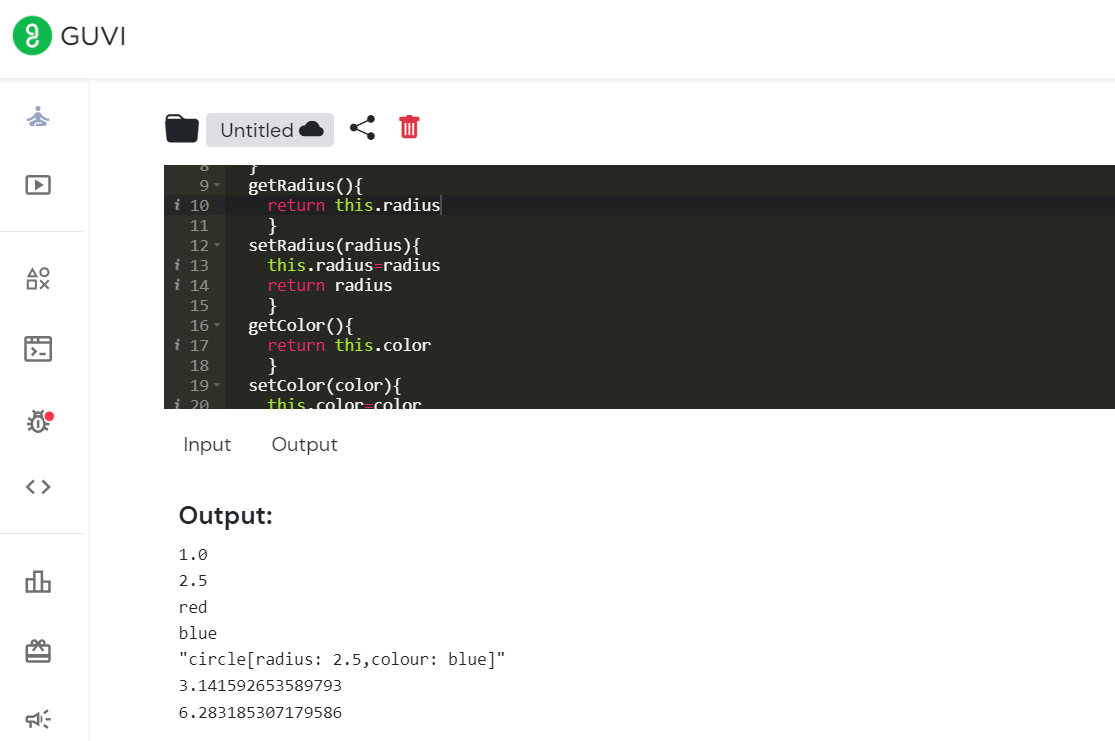 GUVI
Untitled
8 }
9 getRadius(){
i 10 return this.radius
11 }
12 setRadius(radius){
i 13 this.radius=radius
i 14 return radius
15 }
16 getColor(){
i 17 return this.color
18 }
19 setColor(color){
i 20 this.color=color
Input Output
Output:
1.0
2.5
red
blue
"circle[radius: 2.5,colour: blue]"
3.141592653589793
6.283185307179586